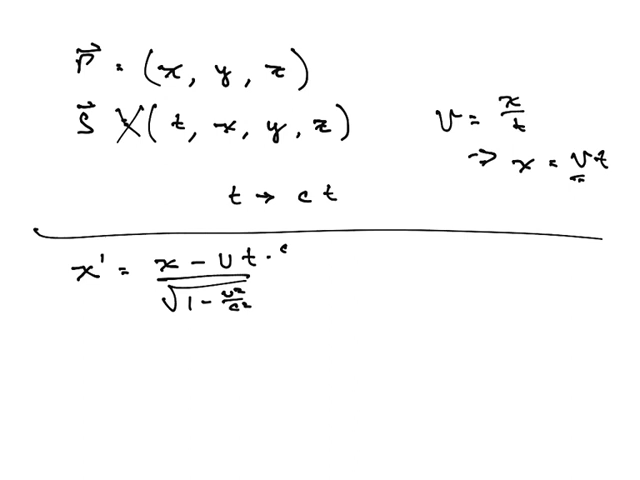 r⃗ = (x, y, z)
s⃗ (t, x, y, z)
v = x/t
→ x = vt
t → ct
x' = (x - vt · c)/√(1 - v²/c²)